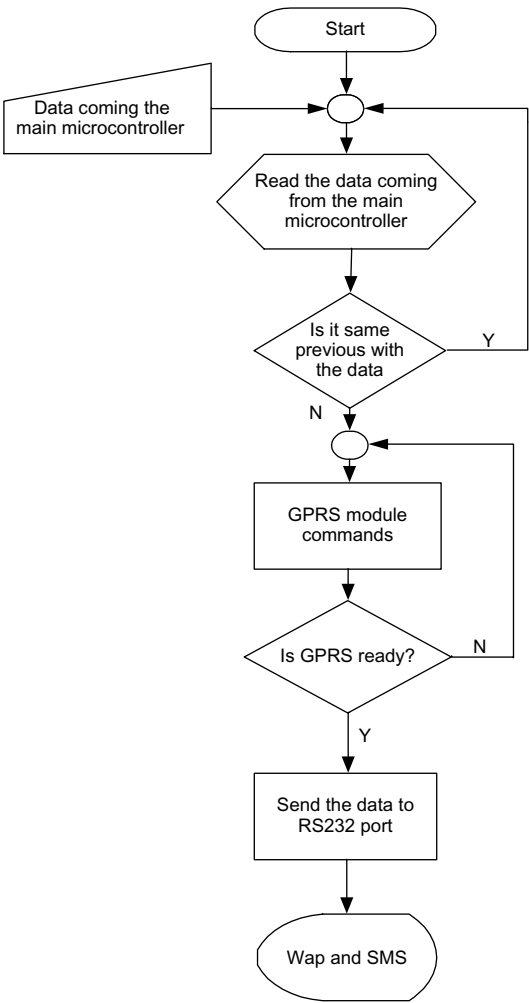 Start
Data coming the
main microcontroller
Read the data coming
from the main
microcontroller
Is it same
previous with
the data
Y
N
GPRS module
commands
Is GPRS ready?
N
Y
Send the data to
RS232 port
Wap and SMS